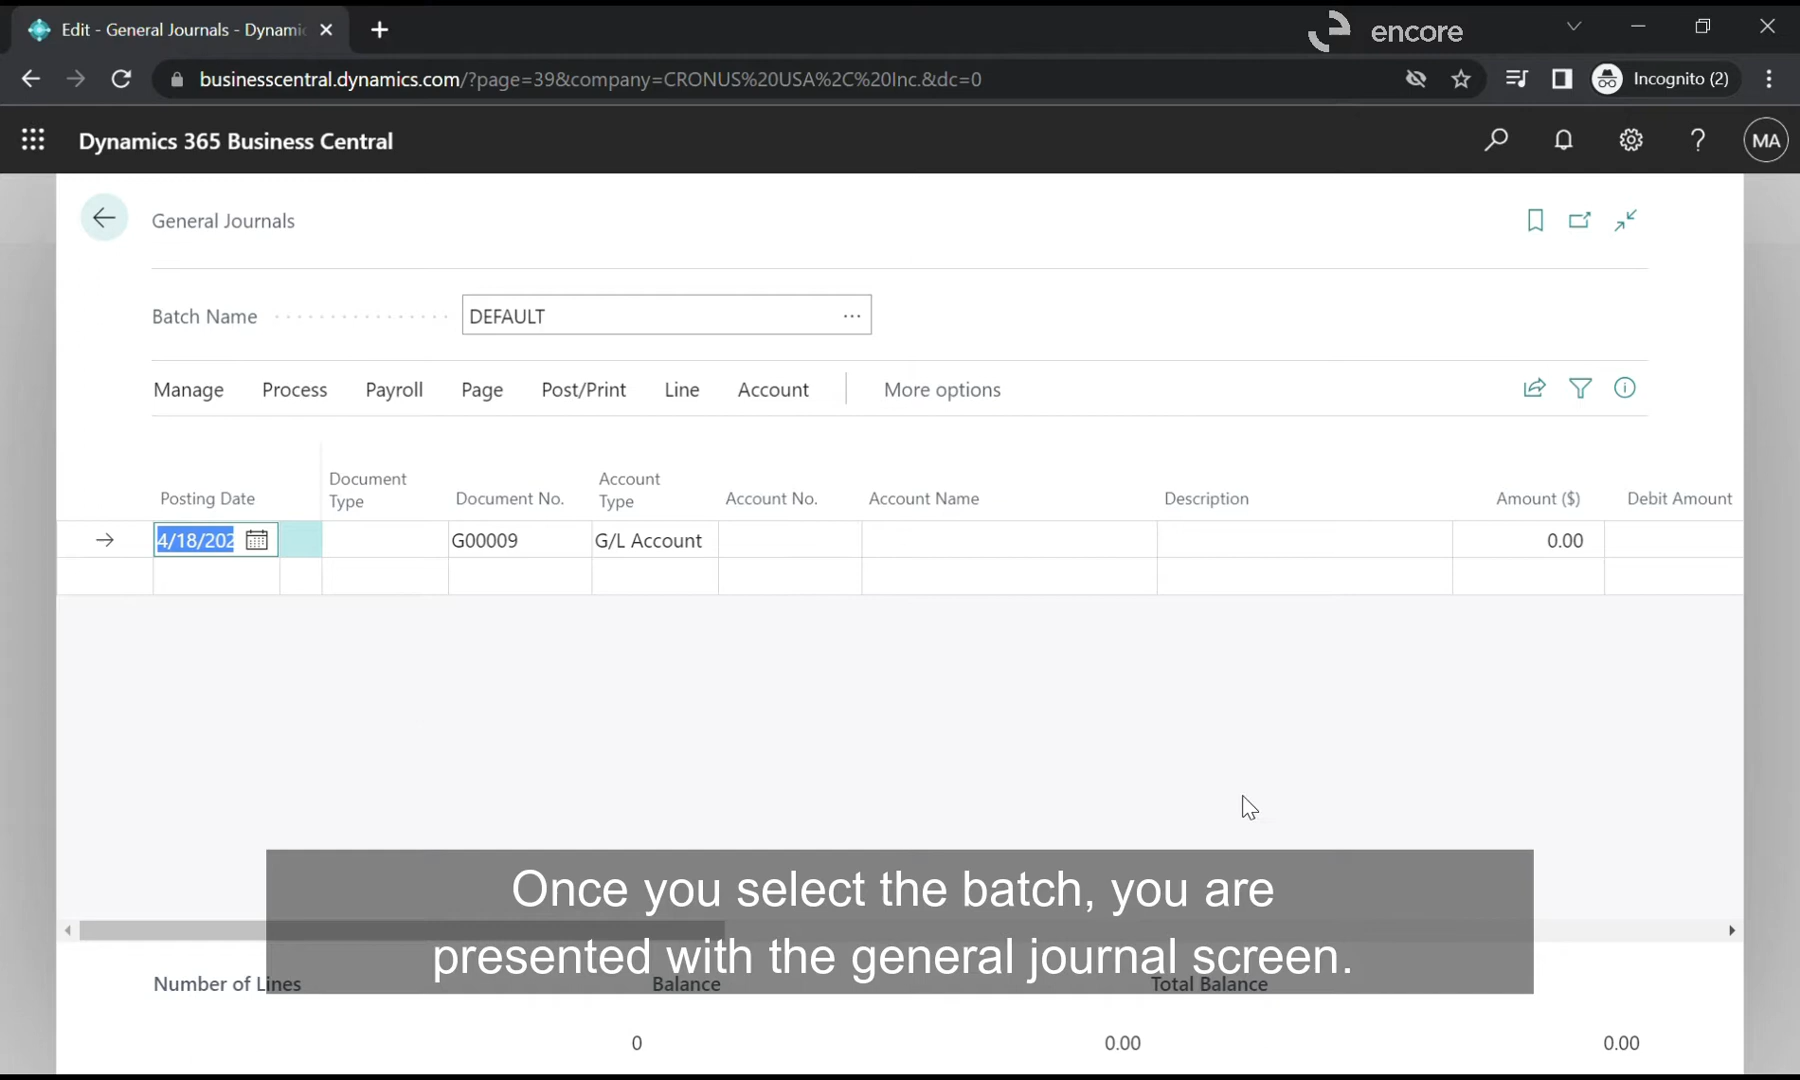 Edit - General Journals - Dynamic
encore
businesscentral.dynamics.com/?page=39&company=CRONUS%20USA%2C%20Inc.&dc=0
Incognito (2)
Dynamics 365 Business Central
MA
General Journals
Batch Name
DEFAULT
Manage Process Payroll Page Post/Print Line Account More options
Posting Date
Document
Type
Document No.
Account
Type
Account No.
Account Name
Description
Amount ($)
Debit Amount
4/18/202 G00009 G/L Account 0.00
Once you select the batch, you are
presented with the general journal screen.
Number of Lines Balance Total Balance
0 0.00 0.00